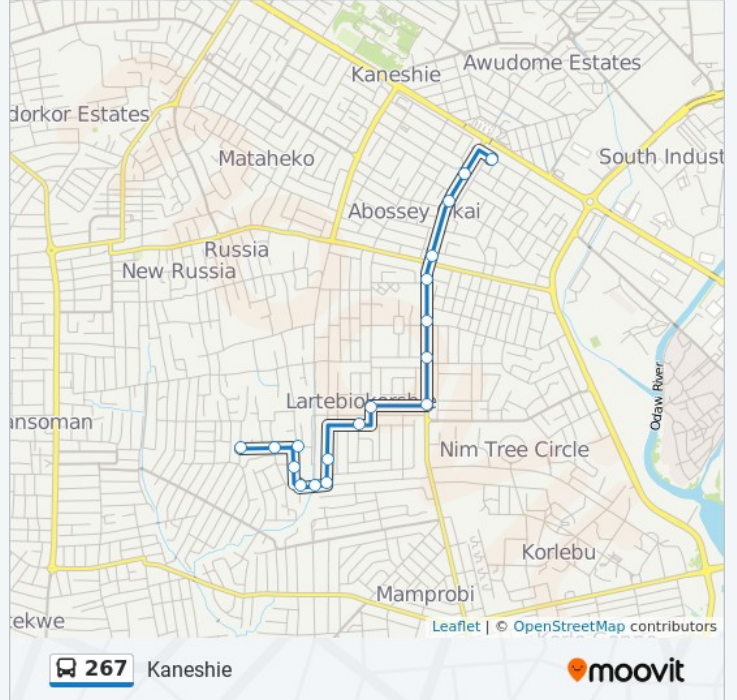 Awudome Estates
Kaneshie
dorkor Estates
Mataheko
South Indust
Abossey kai
Russia
New Russia
Odaw River
Lartebiokorshie
ansoman
Nim Tree Circle
Korlebu
Mamprobi
ekwe
Leaflet | © OpenStreetMap contributors
267 Kaneshie
moovit